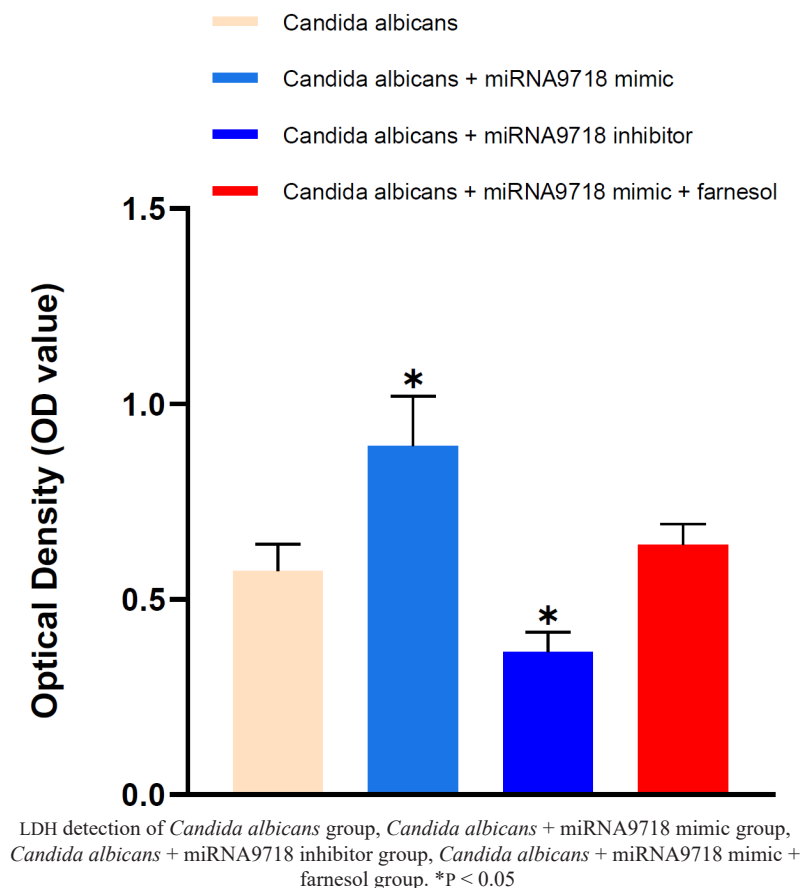 Candida albicans
Candida albicans + miRNA9718 mimic
Candida albicans + miRNA9718 inhibitor
Candida albicans + miRNA9718 mimic + farnesol
1.5
1.0
0.5
0.0
Optical Density (OD value)
*
*
LDH detection of Candida albicans group, Candida albicans + miRNA9718 mimic group,
Candida albicans + miRNA9718 inhibitor group, Candida albicans + miRNA9718 mimic +
farnesol group. *P < 0.05